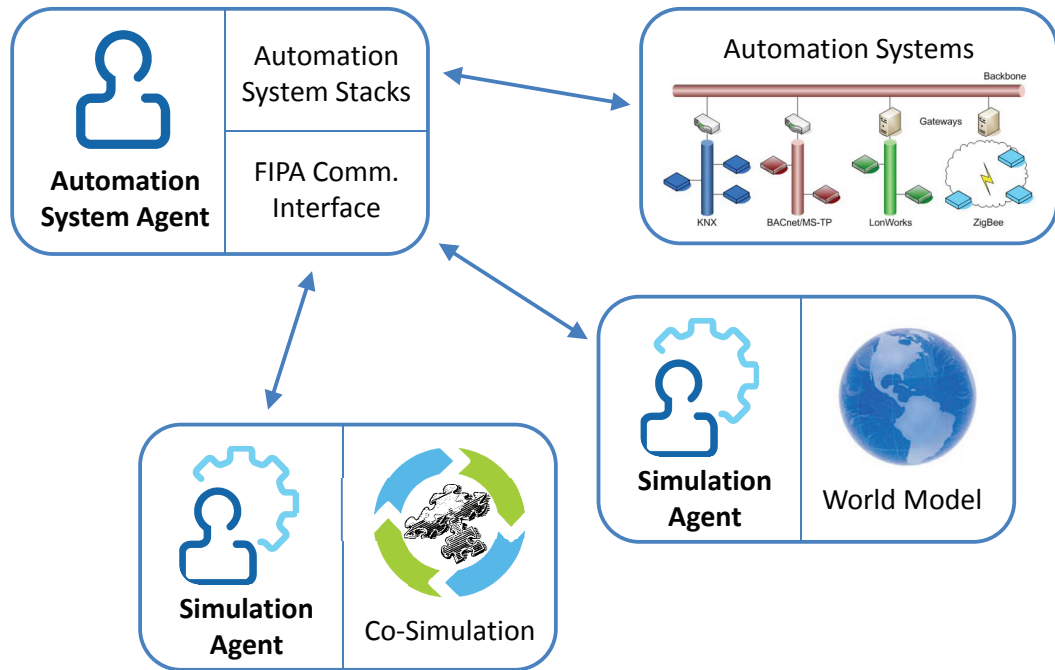 Automation
System Agent
Automation
System Stacks
FIPA Comm.
Interface
Automation Systems
Backbone
Gateways
KNX
BACnet/MS-TP
LonWorks
ZigBee
Simulation
Agent
World Model
Simulation
Agent
Co-Simulation